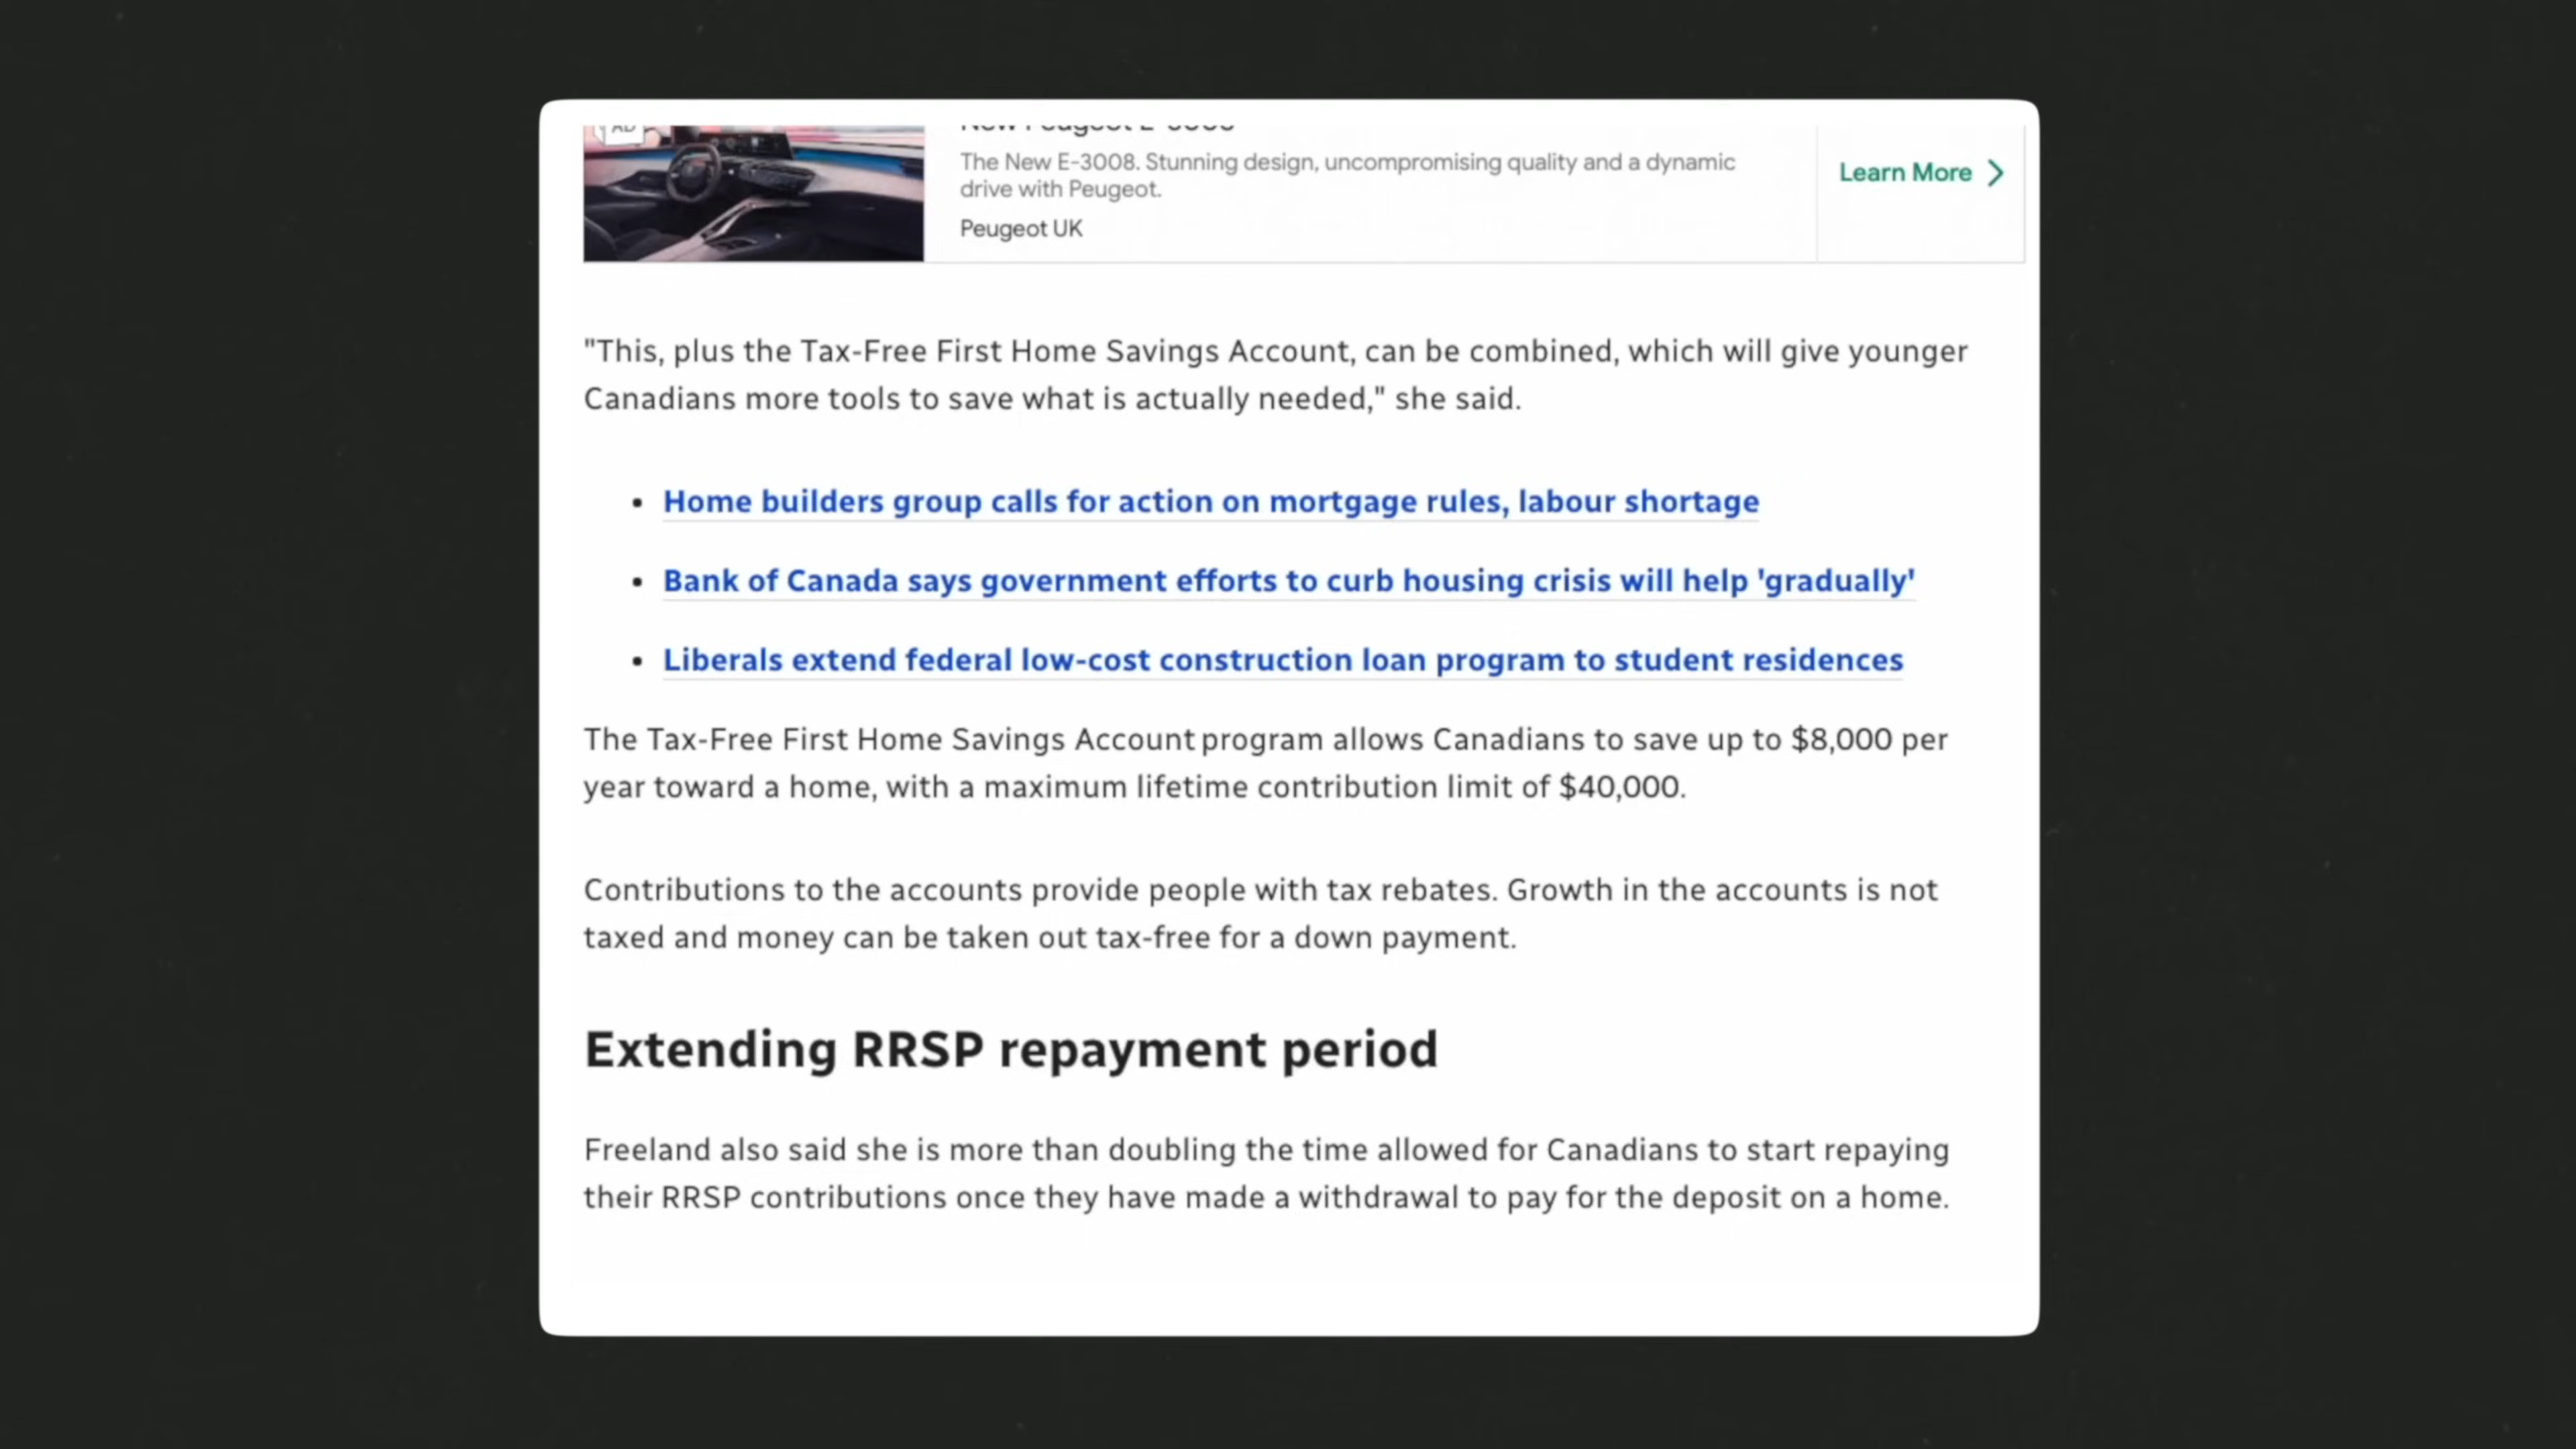 AD
New Peugeot E-3008
The New E-3008. Stunning design, uncompromising quality and a dynamic
drive with Peugeot.
Peugeot UK
Learn More
"This, plus the Tax-Free First Home Savings Account, can be combined, which will give younger
Canadians more tools to save what is actually needed," she said.
• Home builders group calls for action on mortgage rules, labour shortage
• Bank of Canada says government efforts to curb housing crisis will help 'gradually'
• Liberals extend federal low-cost construction loan program to student residences
The Tax-Free First Home Savings Account program allows Canadians to save up to $8,000 per
year toward a home, with a maximum lifetime contribution limit of $40,000.
Contributions to the accounts provide people with tax rebates. Growth in the accounts is not
taxed and money can be taken out tax-free for a down payment.
Extending RRSP repayment period
Freeland also said she is more than doubling the time allowed for Canadians to start repaying
their RRSP contributions once they have made a withdrawal to pay for the deposit on a home.